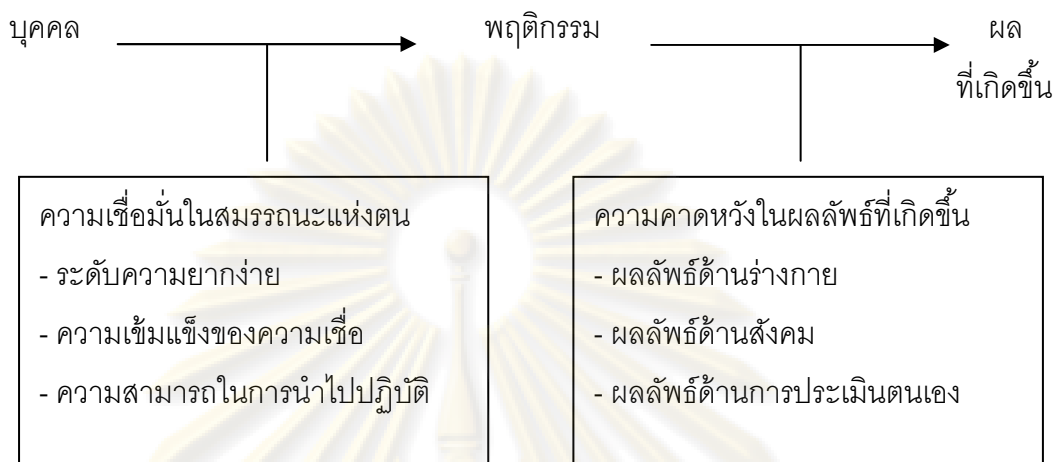 บุคคล พฤติกรรม ผล
ที่เกิดขึ้น
ความเชื่อมั่นในสมรรถนะแห่งตน
- ระดับความยากง่าย
- ความเข้มแข็งของความเชื่อ
- ความสามารถในการนำไปปฏิบัติ
ความคาดหวังในผลลัพธ์ที่เกิดขึ้น
- ผลลัพธ์ด้านร่างกาย
- ผลลัพธ์ด้านสังคม
- ผลลัพธ์ด้านการประเมินตนเอง